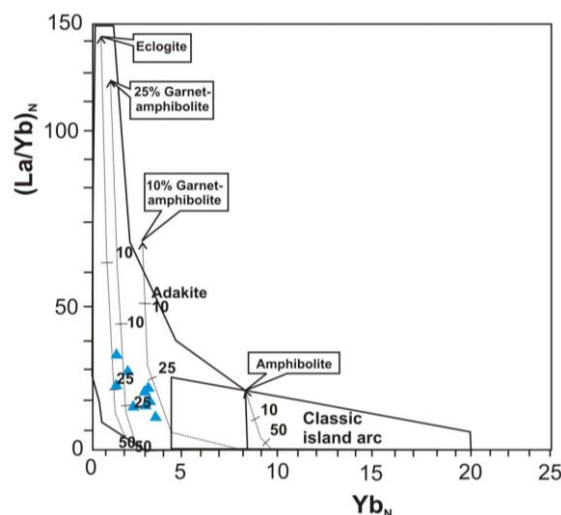 150
100
50
0
(La/Yb)N
Eclogite
25% Garnet-
amphibolite
10% Garnet-
amphibolite
10
Adakite
10
10
25
25
25
50
50
Amphibolite
10
50
Classic
island arc
0
5
10
15
20
25
YbN